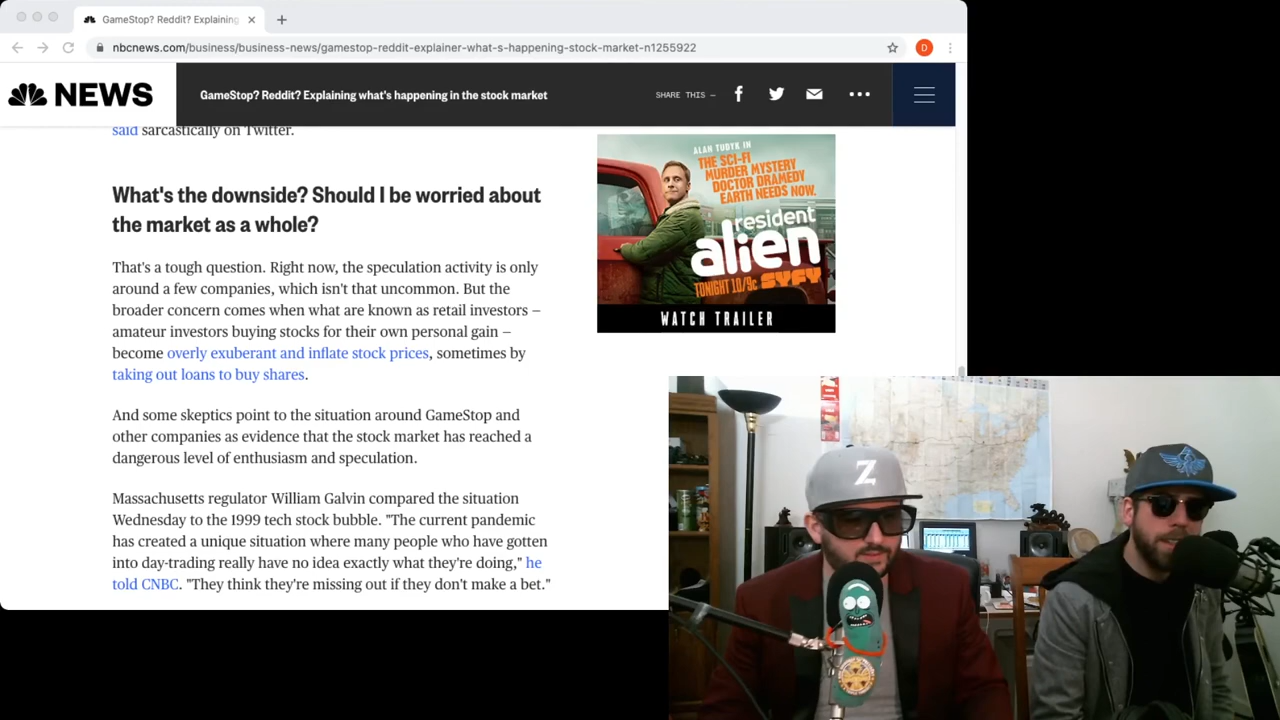 GameStop? Reddit? Explaining
nbcnews.com/business/business-news/gamestop-reddit-explainer-what-s-happening-stock-market-n1255922
D
NEWS
GameStop? Reddit? Explaining what's happening in the stock market
SHARE THIS —
said sarcastically on Twitter.
What's the downside? Should I be worried about
the market as a whole?
That's a tough question. Right now, the speculation activity is only
around a few companies, which isn't that uncommon. But the
broader concern comes when what are known as retail investors —
amateur investors buying stocks for their own personal gain —
become overly exuberant and inflate stock prices, sometimes by
taking out loans to buy shares.
And some skeptics point to the situation around GameStop and
other companies as evidence that the stock market has reached a
dangerous level of enthusiasm and speculation.
Massachusetts regulator William Galvin compared the situation
Wednesday to the 1999 tech stock bubble. "The current pandemic
has created a unique situation where many people who have gotten
into day-trading really have no idea exactly what they're doing," he
told CNBC. "They think they're missing out if they don't make a bet."
ALAN TUDYK IN
THE SCI-FI
MURDER MYSTERY
DOCTOR DRAMEDY
EARTH NEEDS NOW.
resident
alien
TONIGHT 10/9c SYFY
WATCH TRAILER
Z